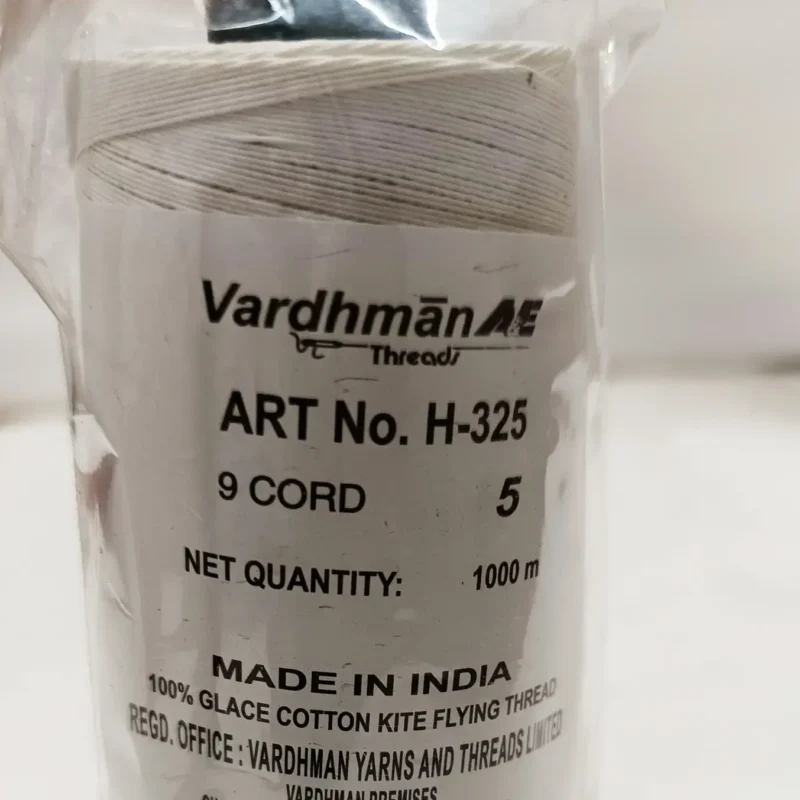 Vardhmān A&E
Threads
ART No. H-325
9 CORD 5
NET QUANTITY: 1000 m
MADE IN INDIA
100% GLACE COTTON KITE FLYING THREAD
REGD. OFFICE : VARDHMAN YARNS AND THREADS LIMITED
VARDHMAN PREMISES